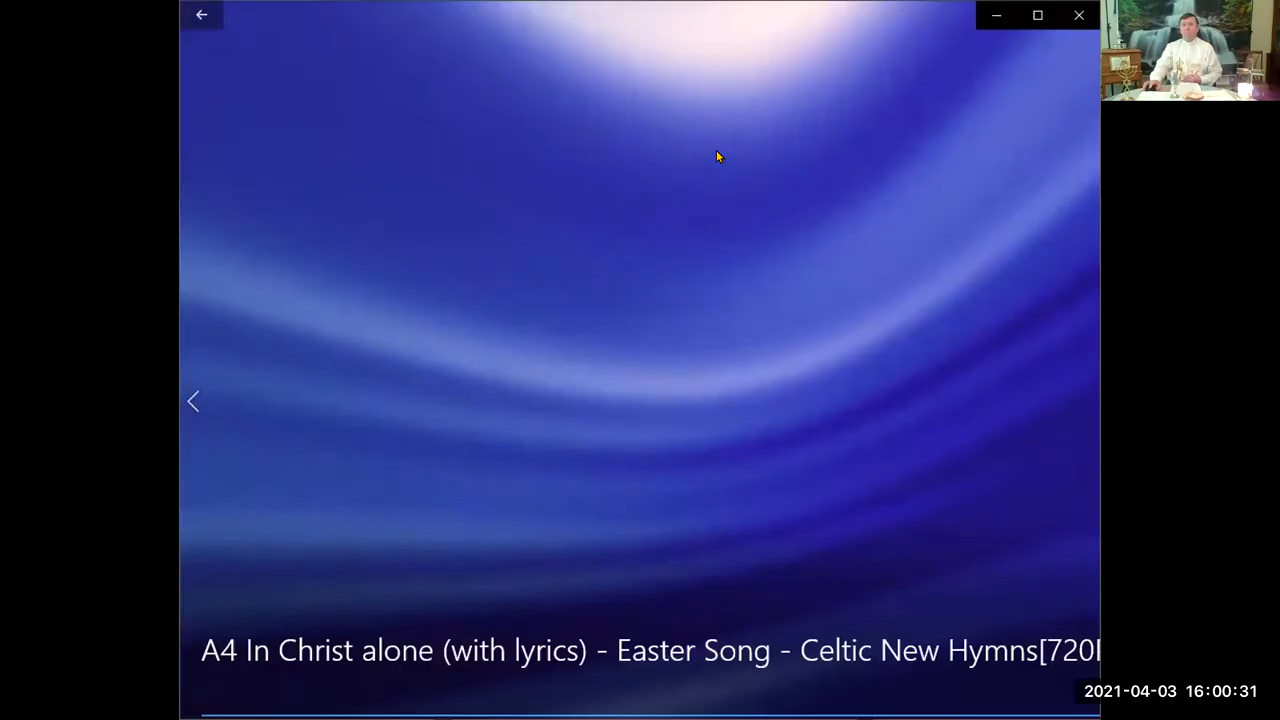 A4 In Christ alone (with lyrics) - Easter Song - Celtic New Hymns[720
2021-04-03 16:00:31